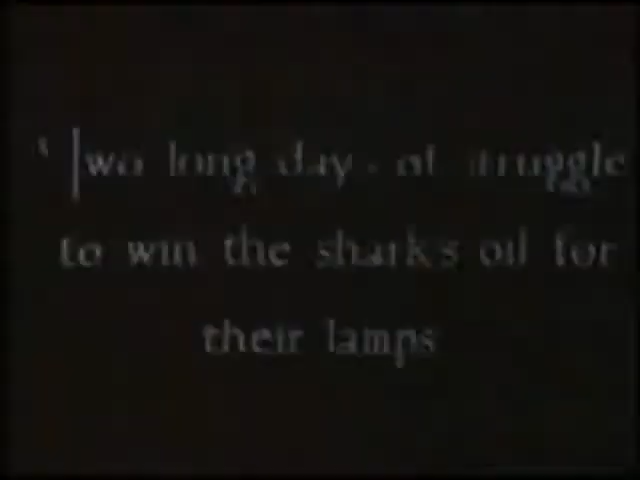 Two long days of struggle
to win the shark's oil for
their lamps